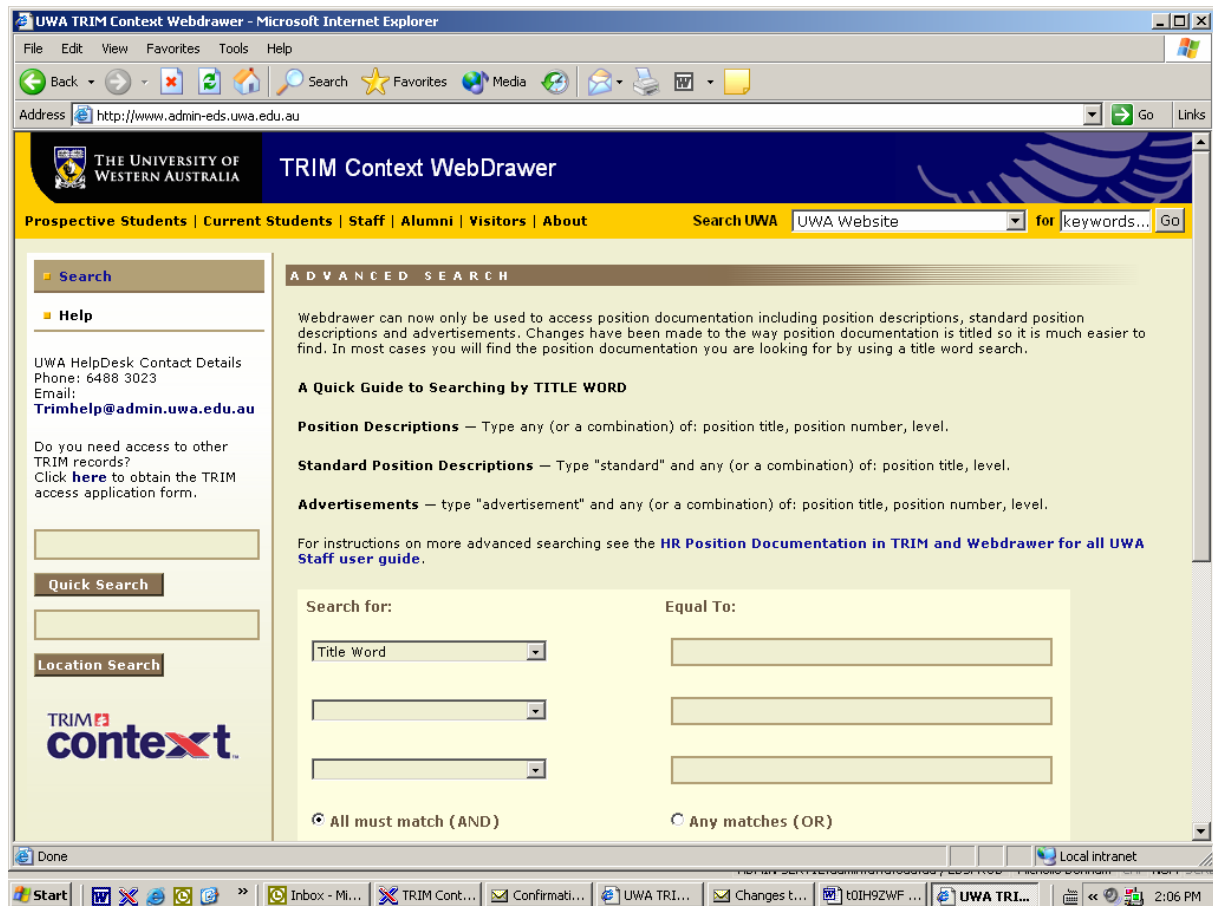 UWA TRIM Context Webdrawer - Microsoft Internet Explorer
File Edit View Favorites Tools Help
Back Search Favorites Media
Address http://www.admin-eds.uwa.edu.au Go Links
THE UNIVERSITY OF
WESTERN AUSTRALIA
TRIM Context WebDrawer
Prospective Students | Current Students | Staff | Alumni | Visitors | About Search UWA UWA Website for keywords... Go
Search
Help
UWA HelpDesk Contact Details
Phone: 6488 3023
Email:
Trimhelp@admin.uwa.edu.au
Do you need access to other
TRIM records?
Click here to obtain the TRIM
access application form.
Quick Search
Location Search
TRIM
context
ADVANCED SEARCH
Webdrawer can now only be used to access position documentation including position descriptions, standard position
descriptions and advertisements. Changes have been made to the way position documentation is titled so it is much easier to
find. In most cases you will find the position documentation you are looking for by using a title word search.
A Quick Guide to Searching by TITLE WORD
Position Descriptions — Type any (or a combination) of: position title, position number, level.
Standard Position Descriptions — Type "standard" and any (or a combination) of: position title, level.
Advertisements — type "advertisement" and any (or a combination) of: position title, position number, level.
For instructions on more advanced searching see the HR Position Documentation in TRIM and Webdrawer for all UWA
Staff user guide.
Search for: Equal To:
Title Word
All must match (AND) Any matches (OR)
Done Local intranet
Start Inbox - Mi... TRIM Cont... Confirmati... UWA TRI... Changes t... t0IH9ZWF ... UWA TRI... 2:06 PM